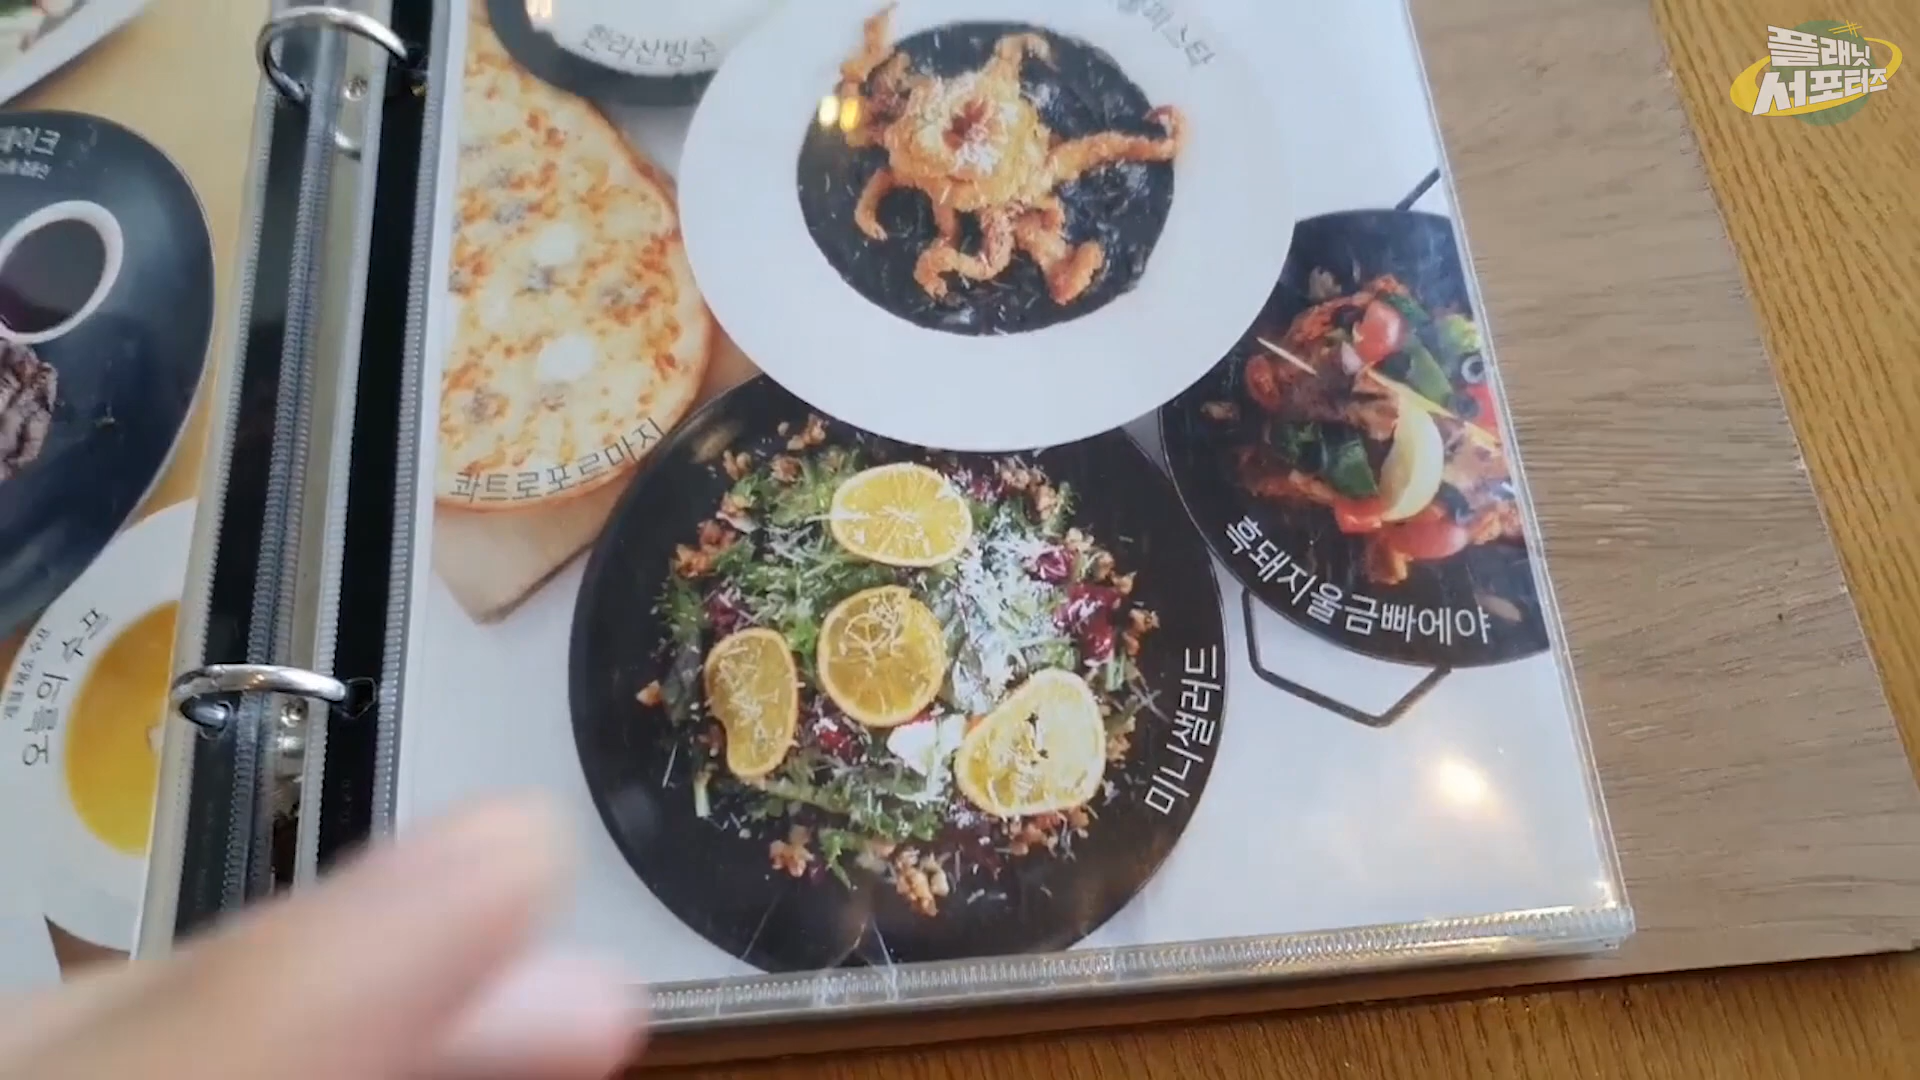 플래닛
서포터즈
한라산빙수
콰트로포르마지
흑돼지울금빠에야
미니샐러드
오늘의 수프